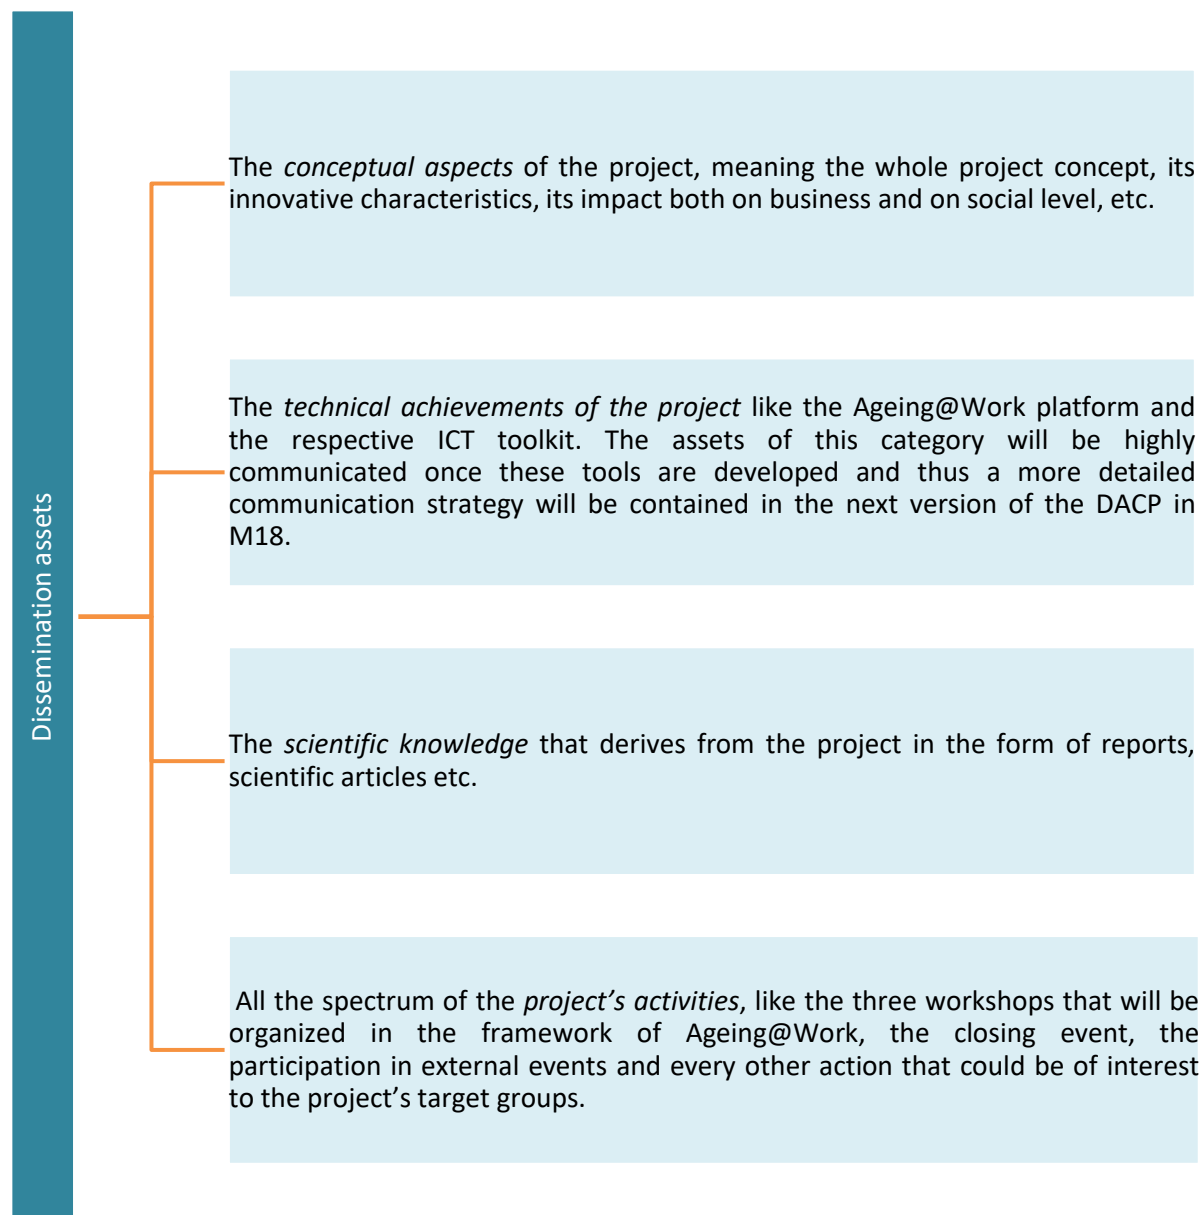 Dissemination assets
The conceptual aspects of the project, meaning the whole project concept, its
innovative characteristics, its impact both on business and on social level, etc.
The technical achievements of the project like the Ageing@Work platform and
the respective ICT toolkit. The assets of this category will be highly
communicated once these tools are developed and thus a more detailed
communication strategy will be contained in the next version of the DACP in
M18.
The scientific knowledge that derives from the project in the form of reports,
scientific articles etc.
All the spectrum of the project’s activities, like the three workshops that will be
organized in the framework of Ageing@Work, the closing event, the
participation in external events and every other action that could be of interest
to the project’s target groups.